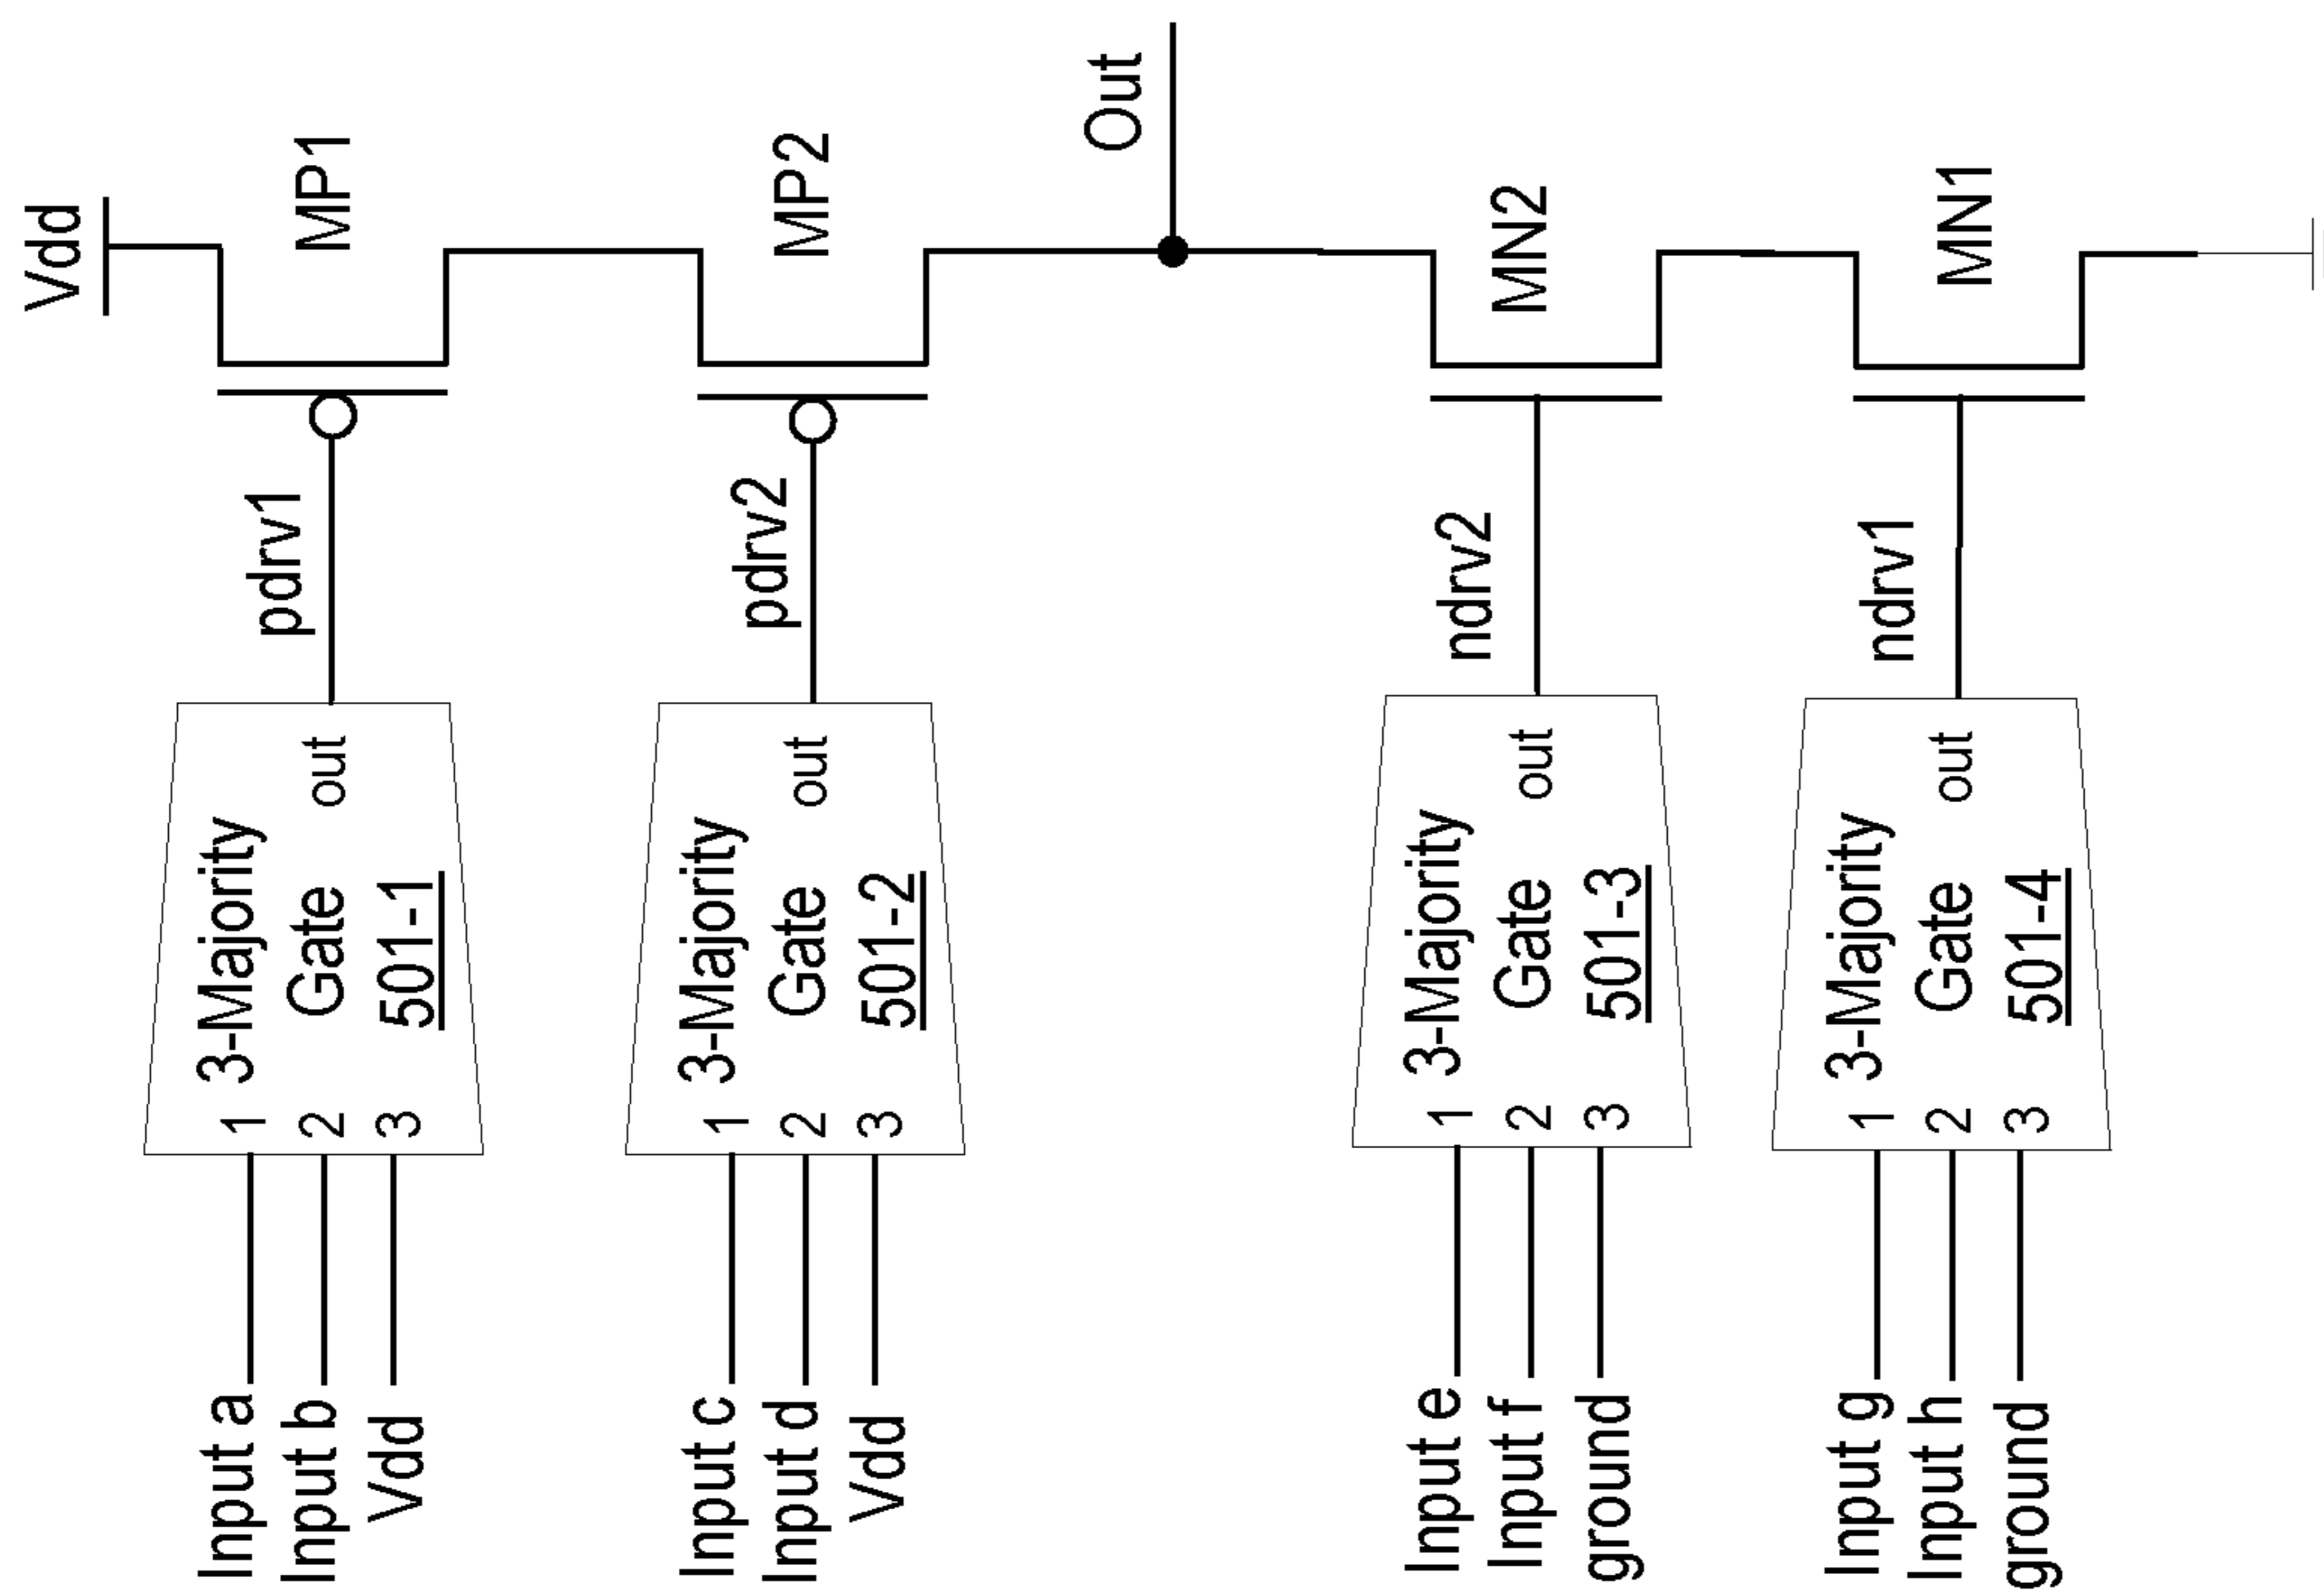 Vdd
MP1
MP2
Out
MN2
MN1
pdrv1
pdrv2
ndrv2
ndrv1
3-Majority
Gate
501-1
out
1
2
3
Input a
Input b
Vdd
3-Majority
Gate
501-2
out
1
2
3
Input c
Input d
Vdd
3-Majority
Gate
501-3
out
1
2
3
Input e
Input f
ground
3-Majority
Gate
501-4
out
1
2
3
Input g
Input h
ground